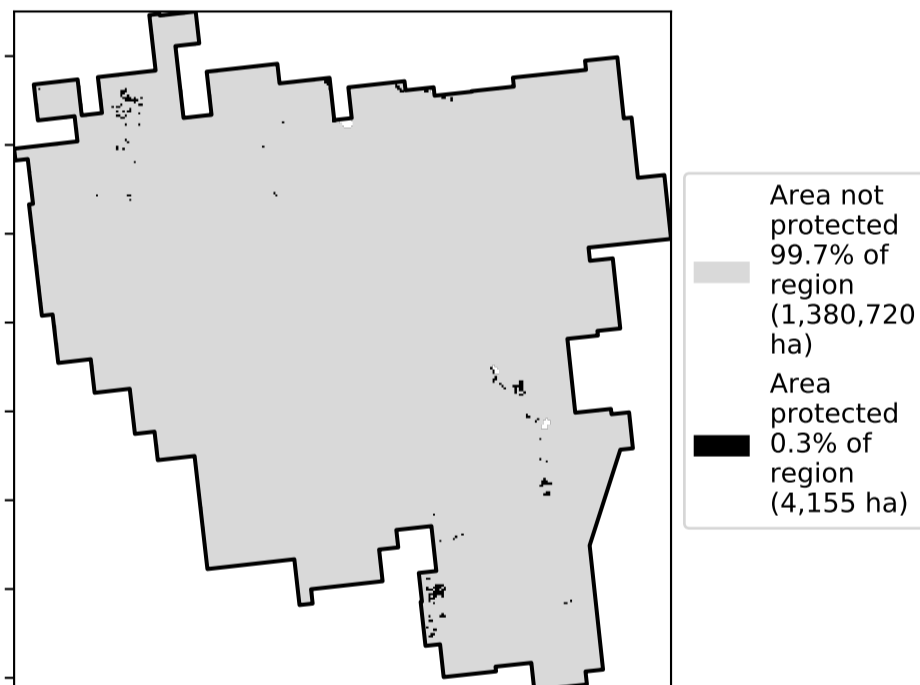 Area not
protected
99.7% of
region
(1,380,720
ha)
Area
protected
0.3% of
region
(4,155 ha)